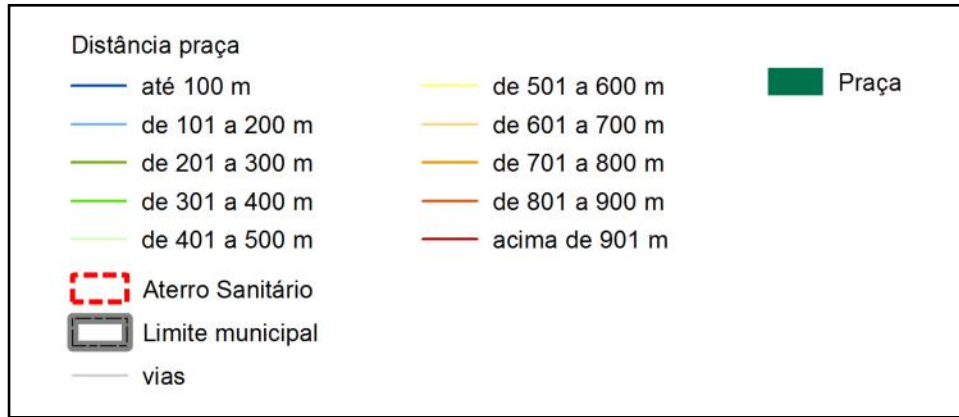 Distância praça
até 100 m
de 101 a 200 m
de 201 a 300 m
de 301 a 400 m
de 401 a 500 m
de 501 a 600 m
de 601 a 700 m
de 701 a 800 m
de 801 a 900 m
acima de 901 m
Praça
Aterro Sanitário
Limite municipal
vias